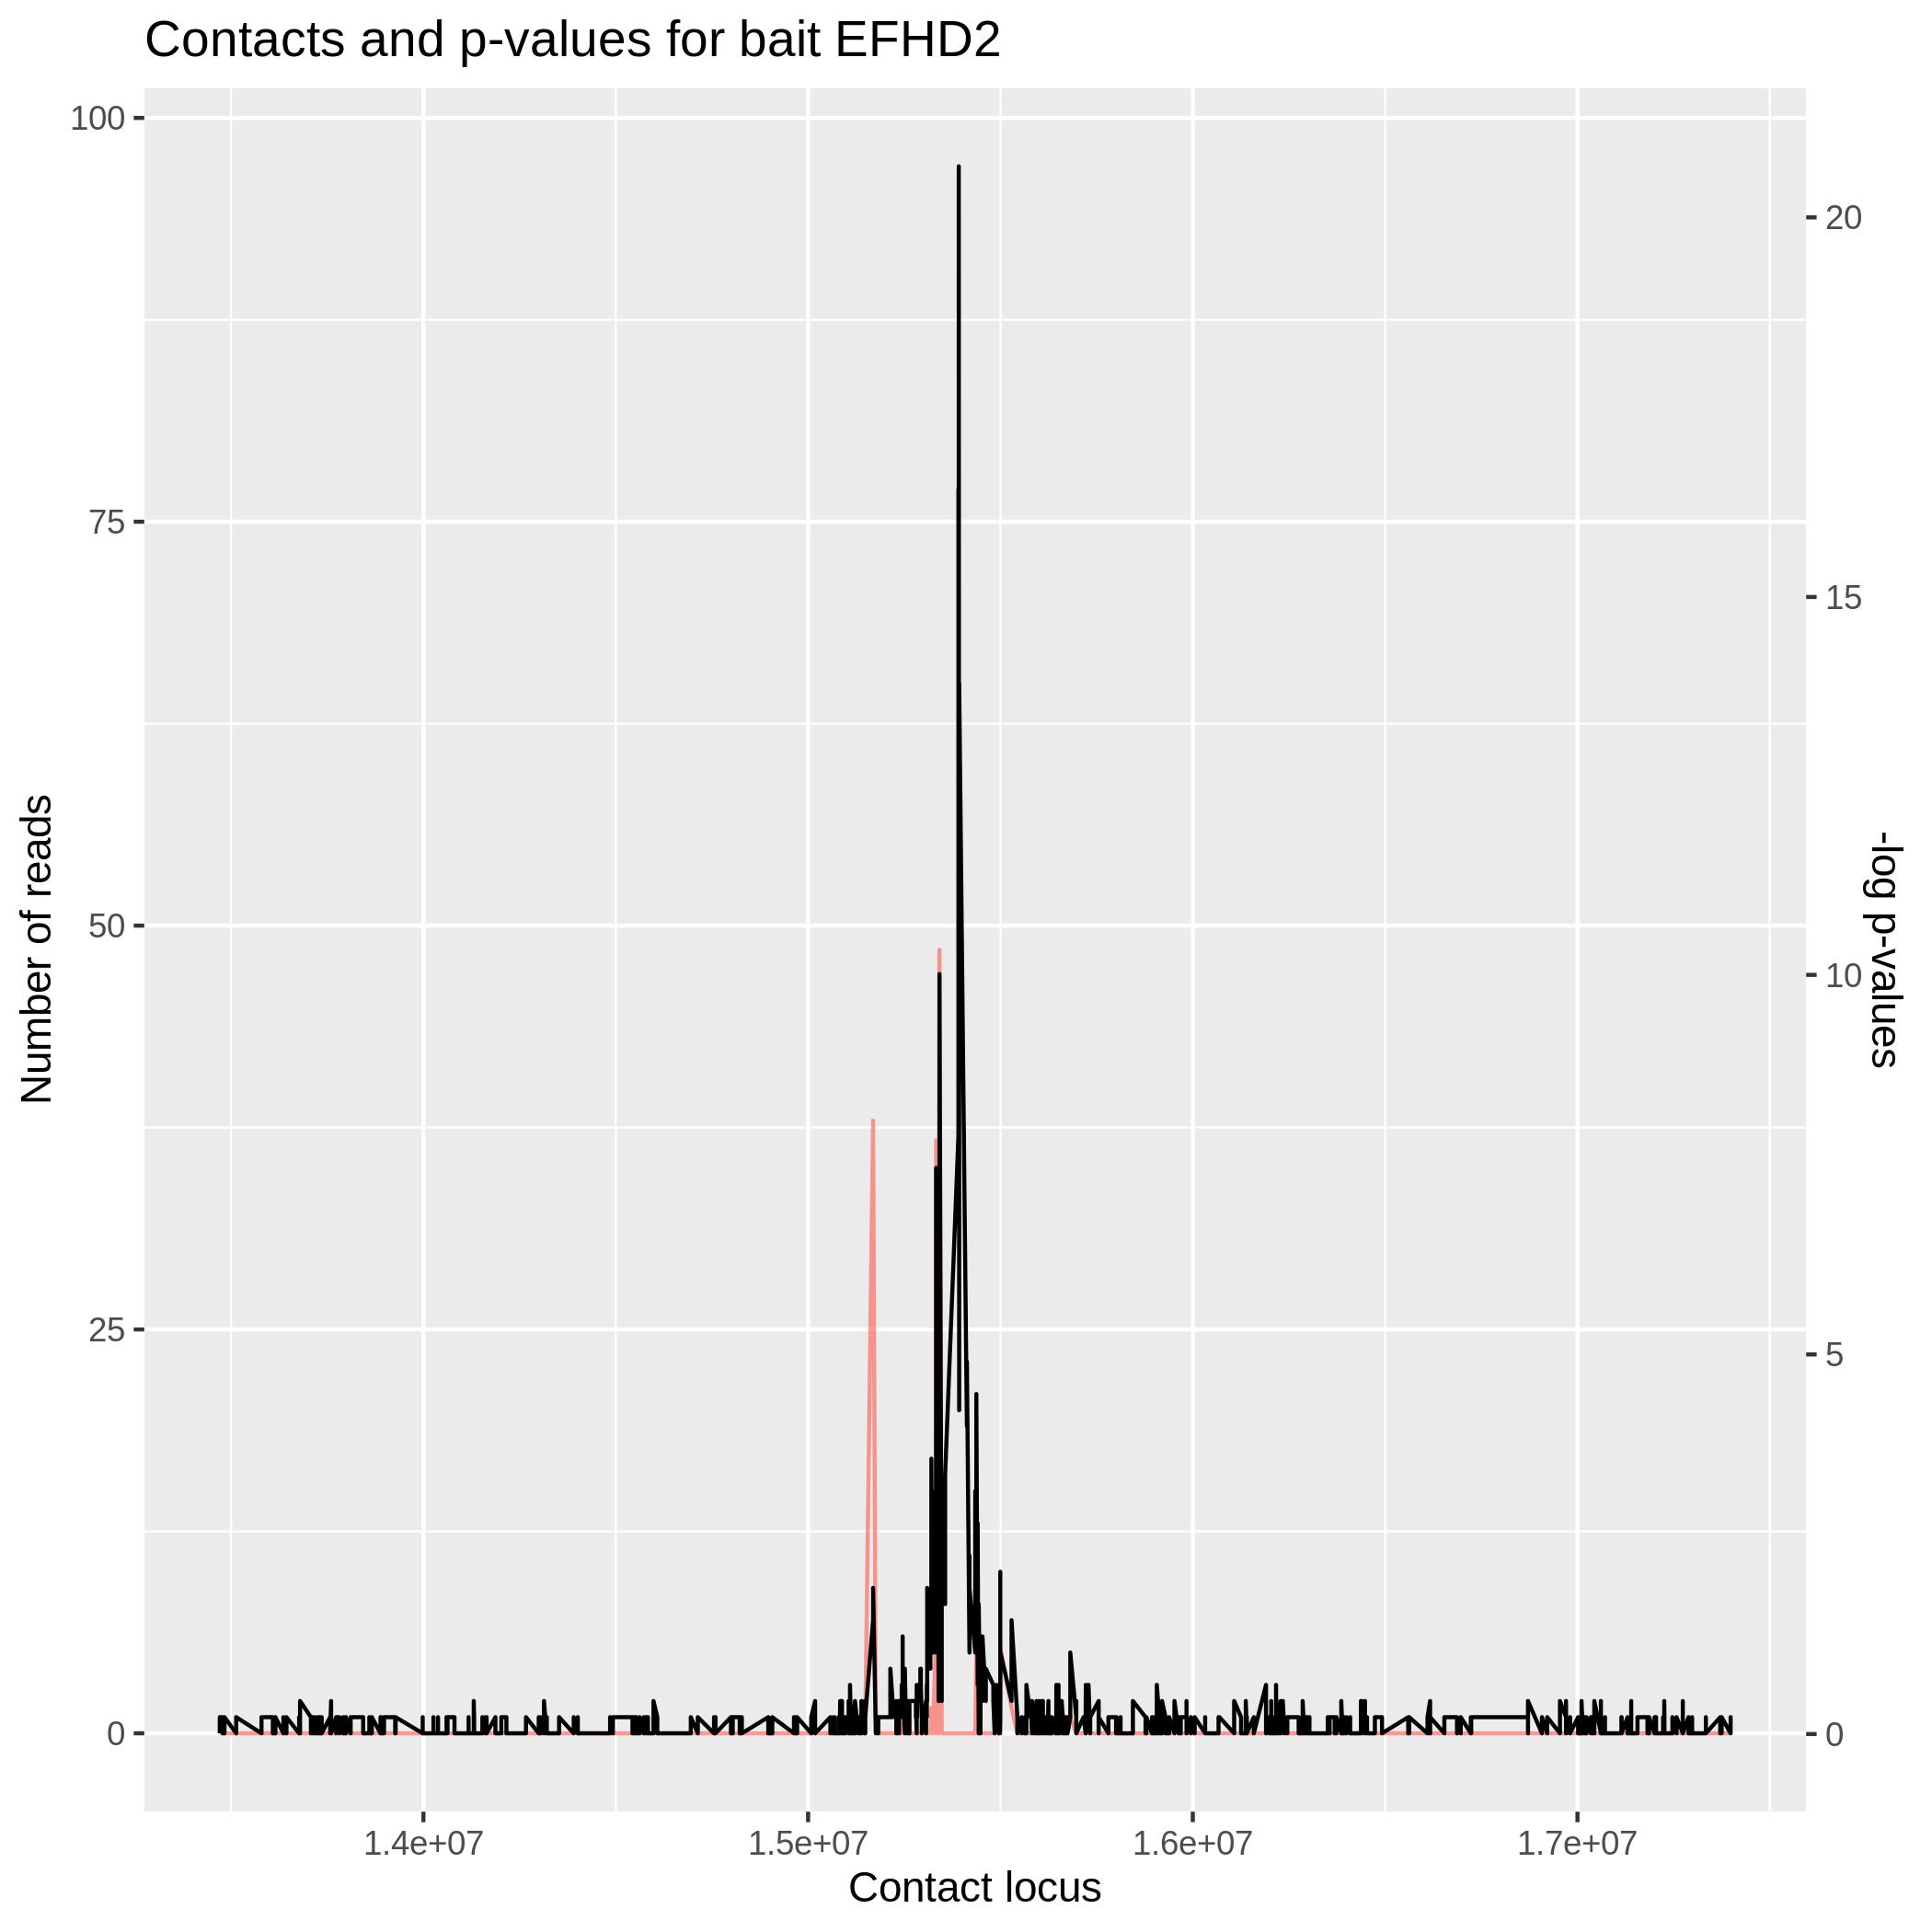 Contacts and p-values for bait EFHD2
100
75
50
25
0
Number of reads
20
15
10
5
0
-log p-values
1.4e+07 1.5e+07 1.6e+07 1.7e+07
Contact locus